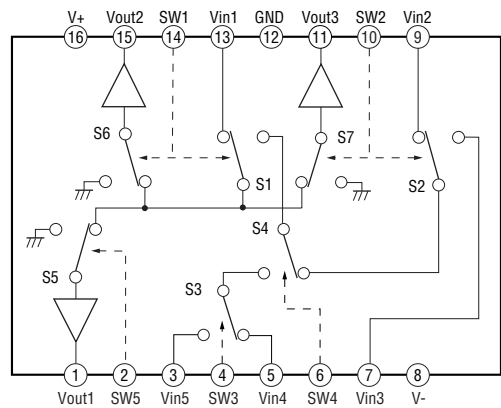 V+ Vout2 SW1 Vin1 GND Vout3 SW2 Vin2
16 15 14 13 12 11 10 9
S6 S7
S1 S2
S4
S5
S3
1 2 3 4 5 6 7 8
Vout1 SW5 Vin5 SW3 Vin4 SW4 Vin3 V-